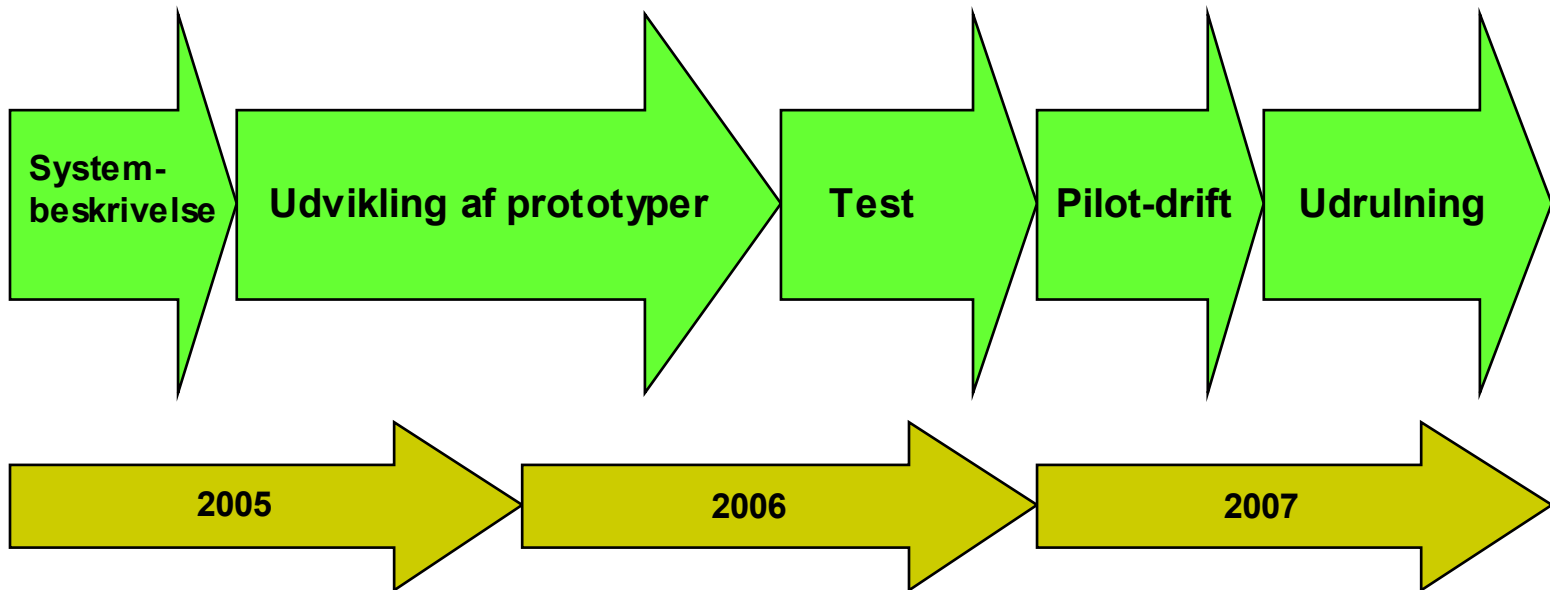 System-
beskrivelse
Udvikling af prototyper
Test
Pilot-drift
Udrulning
2005
2006
2007